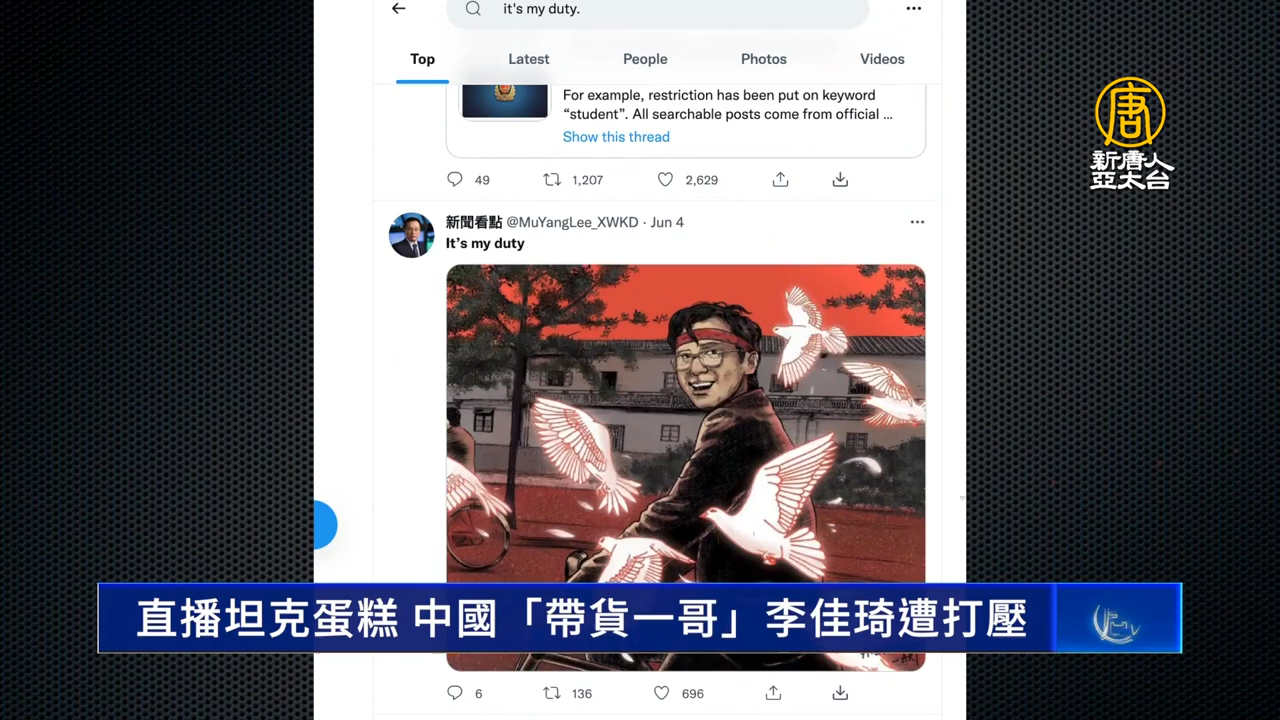 it's my duty.
Top
Latest
People
Photos
Videos
For example, restriction has been put on keyword
“student”. All searchable posts come from official ...
Show this thread
49
1,207
2,629
新聞看點 @MuYangLee_XWKD · Jun 4
It’s my duty
6
136
696
唐
新唐人
亞太台
直播坦克蛋糕 中國「帶貨一哥」李佳琦遭打壓